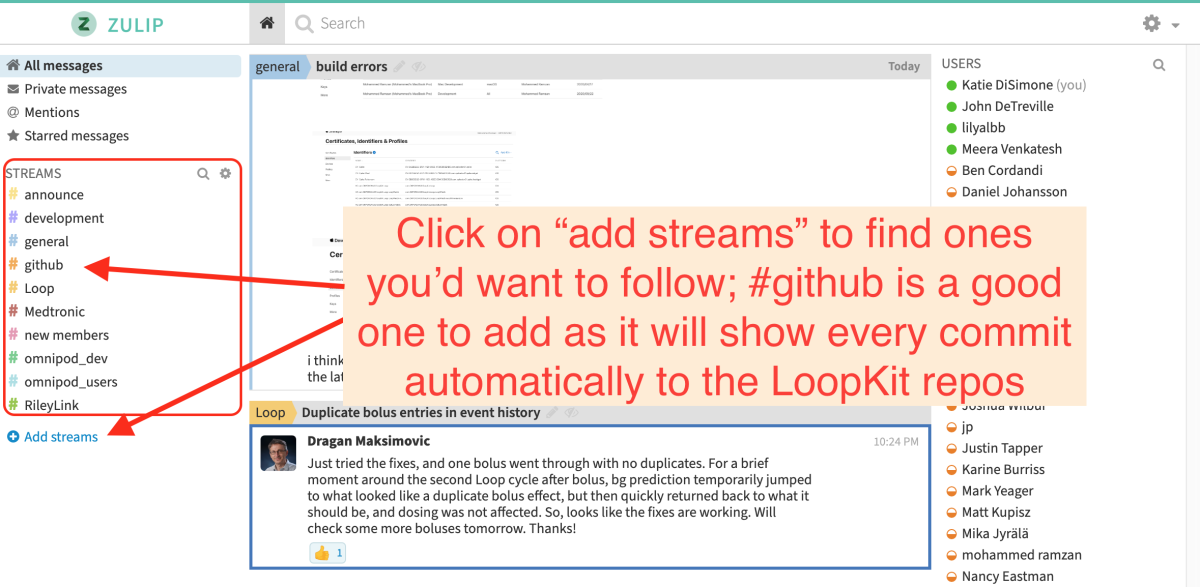 ZULIP
Search
All messages
Private messages
@ Mentions
Starred messages
STREAMS
# announce
# development
# general
# github
# Loop
# Medtronic
# new members
# omnipod_dev
# omnipod_users
# RileyLink
Add streams
general build errors Today
Certificates, Identifiers & Profiles
Identifiers
Cer
i think
the lat
Click on “add streams” to find ones
you’d want to follow; #github is a good
one to add as it will show every commit
automatically to the LoopKit repos
Loop Duplicate bolus entries in event history
Dragan Maksimovic 10:24 PM
Just tried the fixes, and one bolus went through with no duplicates. For a brief
moment around the second Loop cycle after bolus, bg prediction temporarily jumped
to what looked like a duplicate bolus effect, but then quickly returned back to what it
should be, and dosing was not affected. So, looks like the fixes are working. Will
check some more boluses tomorrow. Thanks!
1
USERS
Katie DiSimone (you)
John DeTreville
lilyalbb
Meera Venkatesh
Ben Cordandi
Daniel Johansson
Joshua Wilbur
jp
Justin Tapper
Karine Burriss
Mark Yeager
Matt Kupisz
Mika Jyrälä
mohammed ramzan
Nancy Eastman